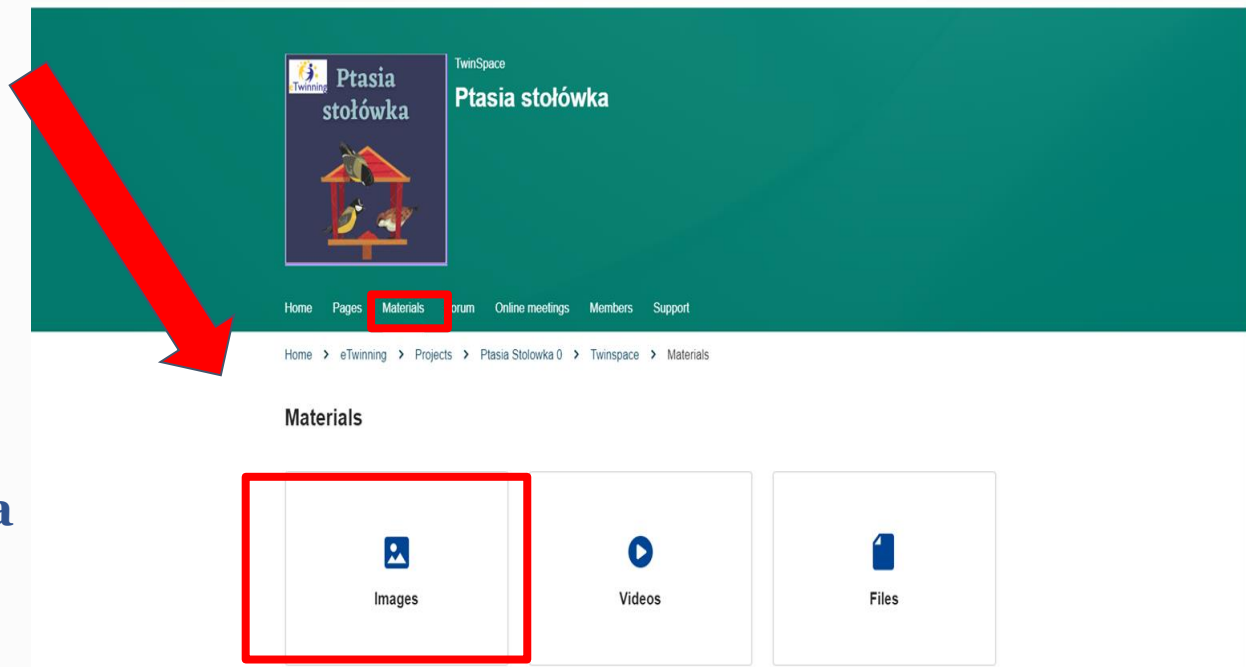 eTwinning
Ptasia
stołówka
TwinSpace
Ptasia stołówka
Home Pages Materials orum Online meetings Members Support
Home > eTwinning > Projects > Ptasia Stolowka 0 > Twinspace > Materials
Materials
a
Images Videos Files